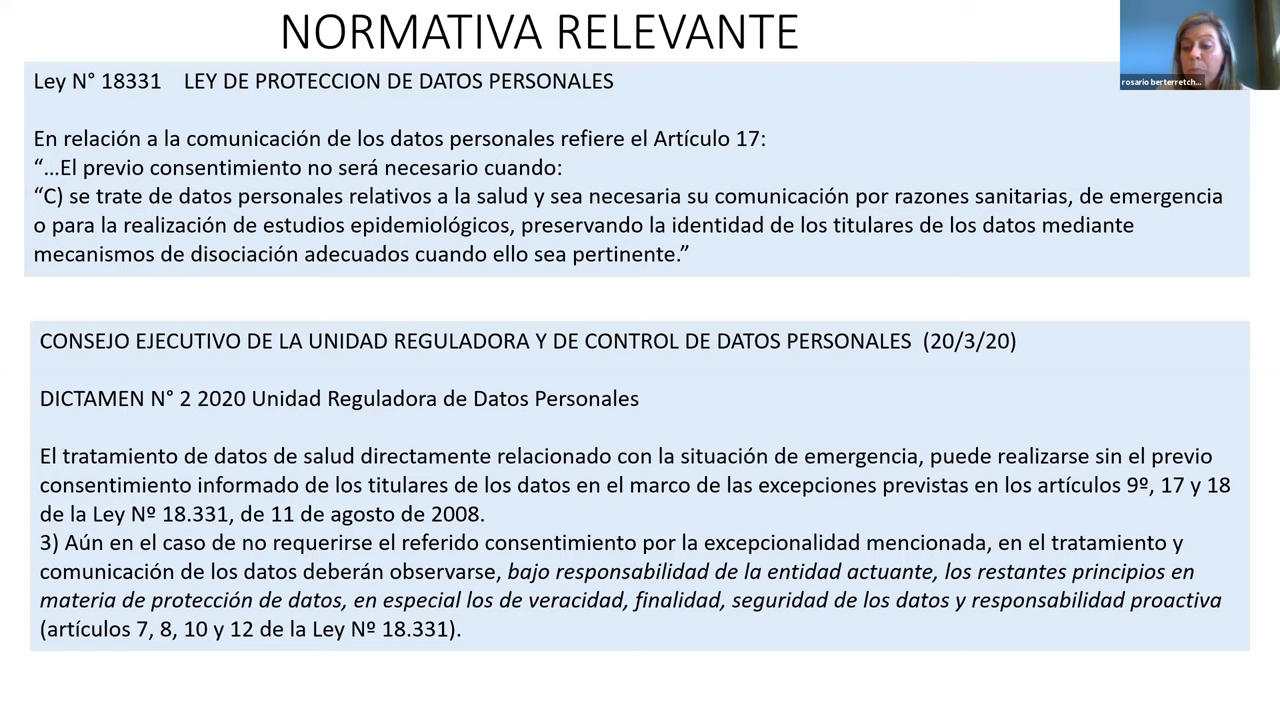 NORMATIVA RELEVANTE
rosario berterretch...
Ley N° 18331 LEY DE PROTECCION DE DATOS PERSONALES
En relación a la comunicación de los datos personales refiere el Artículo 17:
“…El previo consentimiento no será necesario cuando:
“C) se trate de datos personales relativos a la salud y sea necesaria su comunicación por razones sanitarias, de emergencia
o para la realización de estudios epidemiológicos, preservando la identidad de los titulares de los datos mediante
mecanismos de disociación adecuados cuando ello sea pertinente.”
CONSEJO EJECUTIVO DE LA UNIDAD REGULADORA Y DE CONTROL DE DATOS PERSONALES (20/3/20)
DICTAMEN N° 2 2020 Unidad Reguladora de Datos Personales
El tratamiento de datos de salud directamente relacionado con la situación de emergencia, puede realizarse sin el previo
consentimiento informado de los titulares de los datos en el marco de las excepciones previstas en los artículos 9º, 17 y 18
de la Ley Nº 18.331, de 11 de agosto de 2008.
3) Aún en el caso de no requerirse el referido consentimiento por la excepcionalidad mencionada, en el tratamiento y
comunicación de los datos deberán observarse, bajo responsabilidad de la entidad actuante, los restantes principios en
materia de protección de datos, en especial los de veracidad, finalidad, seguridad de los datos y responsabilidad proactiva
(artículos 7, 8, 10 y 12 de la Ley Nº 18.331).